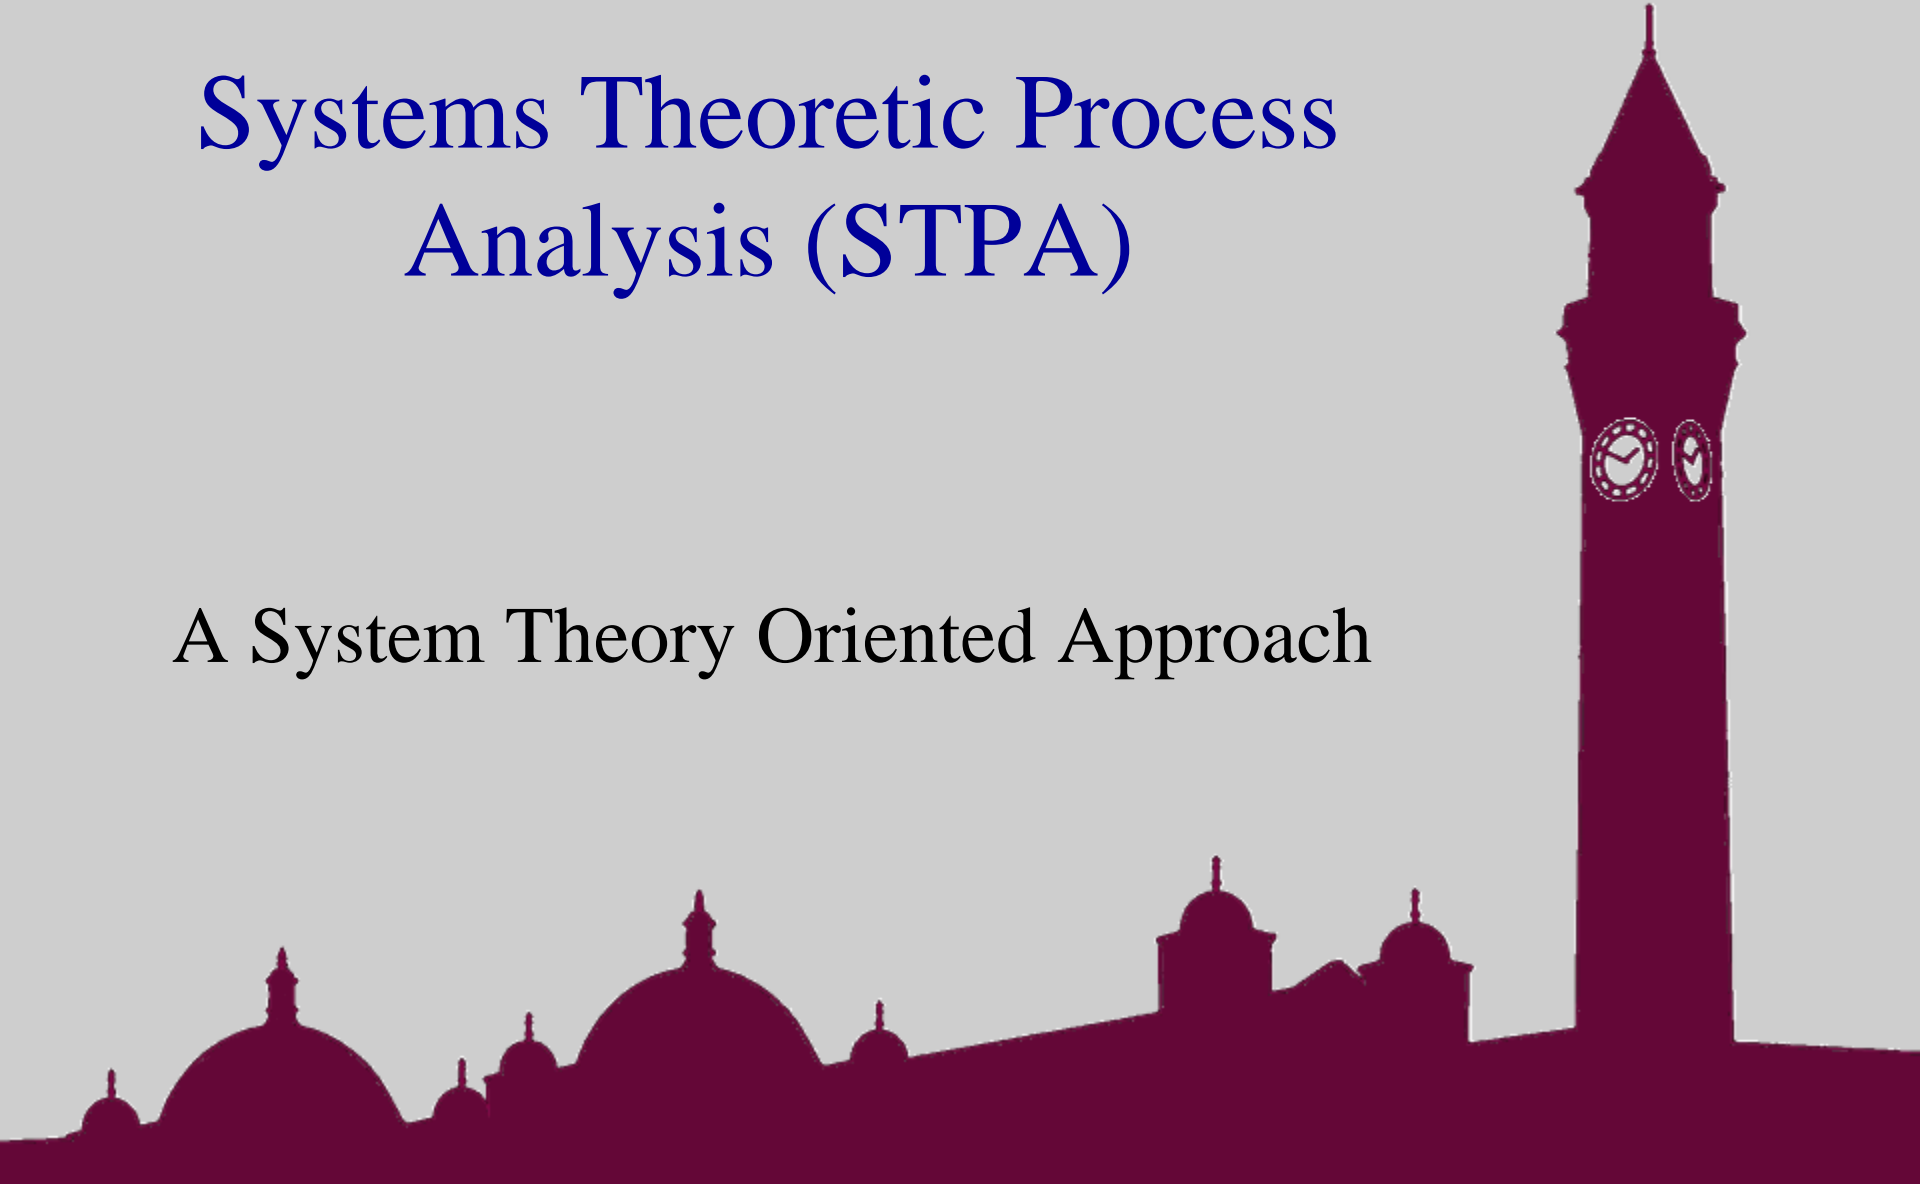 Systems Theoretic Process
Analysis (STPA)
A System Theory Oriented Approach